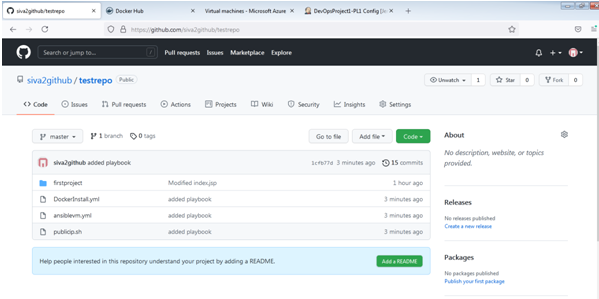 siva2github/testrepo
Docker Hub
Virtual machines - Microsoft Azure
DevOpsProject1-PL1 Config [Je
https://github.com/siva2github/testrepo
Search or jump to...
Pull requests Issues Marketplace Explore
siva2github / testrepo Public
Unwatch 1 Star 0 Fork 0
Code Issues Pull requests Actions Projects Wiki Security Insights Settings
master 1 branch 0 tags Go to file Add file Code
siva2github added playbook 1cfb77d 3 minutes ago 15 commits
firstproject Modified index.jsp 1 hour ago
DockerInstall.yml added playbook 3 minutes ago
ansiblevm.yml added playbook 3 minutes ago
publicip.sh added playbook 3 minutes ago
Help people interested in this repository understand your project by adding a README. Add a README
About
No description, website, or topics
provided.
Releases
No releases published
Create a new release
Packages
No packages published
Publish your first package